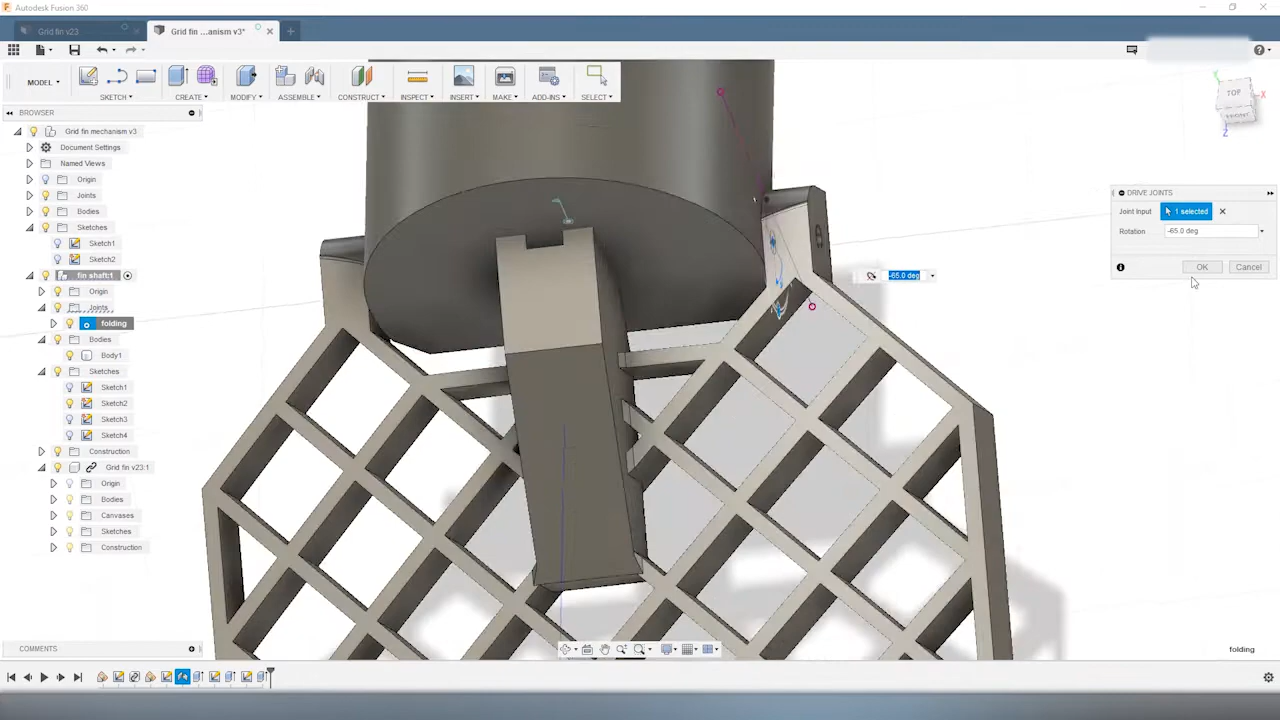 Autodesk Fusion 360
Grid fin v23
Grid fin ...anism v3*
MODEL
SKETCH
CREATE
MODIFY
ASSEMBLE
CONSTRUCT
INSPECT
INSERT
MAKE
ADD-INS
SELECT
TOP
FRONT
X
Y
Z
BROWSER
Grid fin mechanism v3
Document Settings
Named Views
Origin
Joints
Bodies
Sketches
Sketch1
Sketch2
fin shaft:1
Origin
Joints
folding
Bodies
Body1
Sketches
Sketch1
Sketch2
Sketch3
Sketch4
Construction
Grid fin v23:1
Origin
Bodies
Canvases
Sketches
Construction
DRIVE JOINTS
Joint Input
1 selected
Rotation
-65.0 deg
OK
Cancel
-65.0 deg
COMMENTS
folding